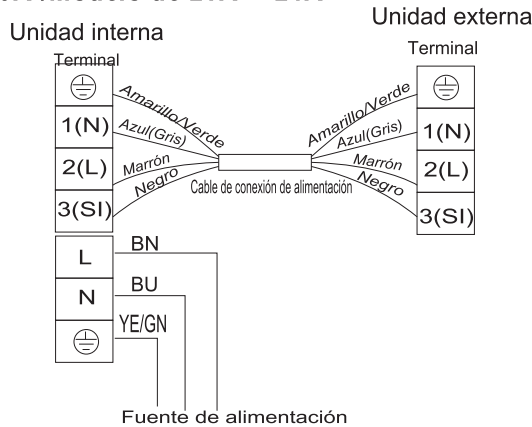 Unidad interna
Unidad externa
Terminal
Terminal
1(N)
2(L)
3(SI)
Amarillo/Verde
Azul(Gris)
Marrón
Negro
Cable de conexión de alimentación
Amarillo/Verde
Azul(Gris)
Marrón
Negro
1(N)
2(L)
3(SI)
L
BN
N
BU
YE/GN
Fuente de alimentación